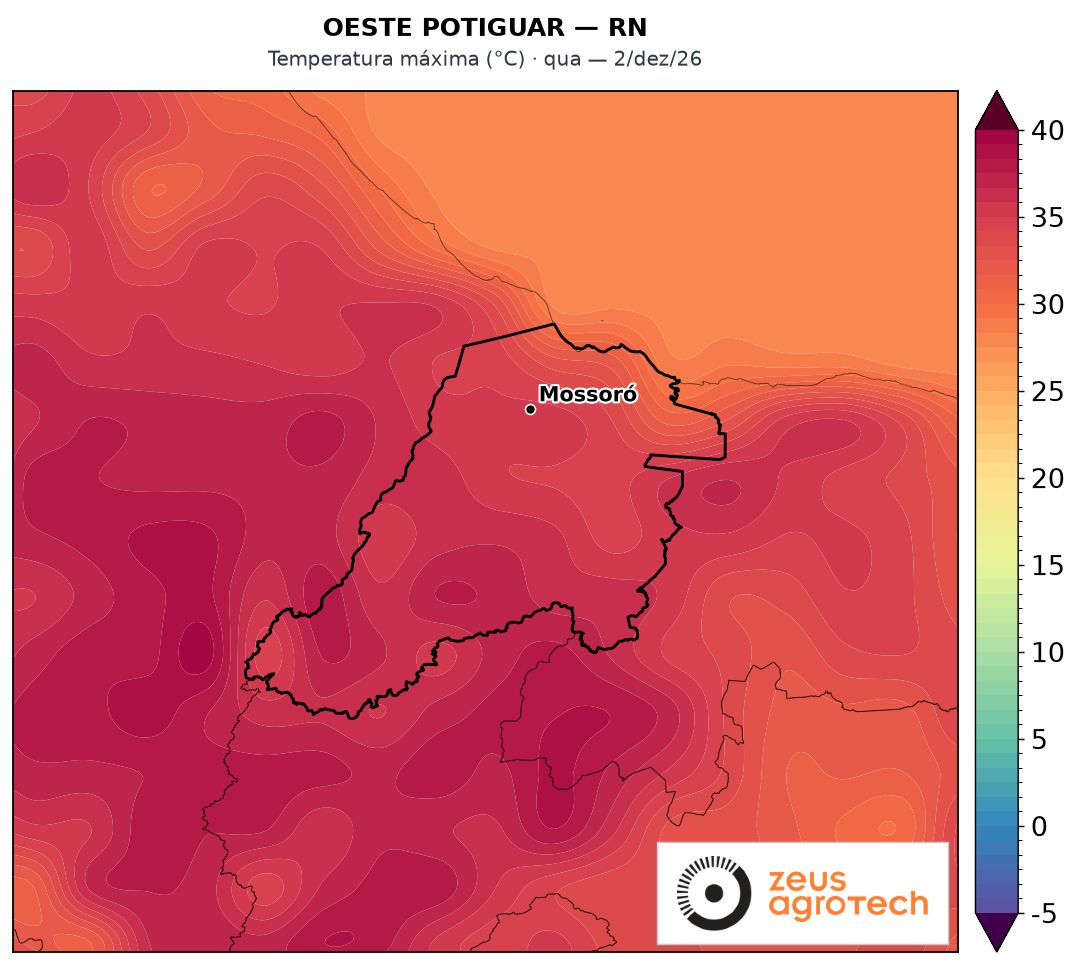 OESTE POTIGUAR — RN
Temperatura máxima (°C) · qua — 2/dez/26
Mossoró
40
35
30
25
20
15
10
5
0
-5
zeus
agrotech